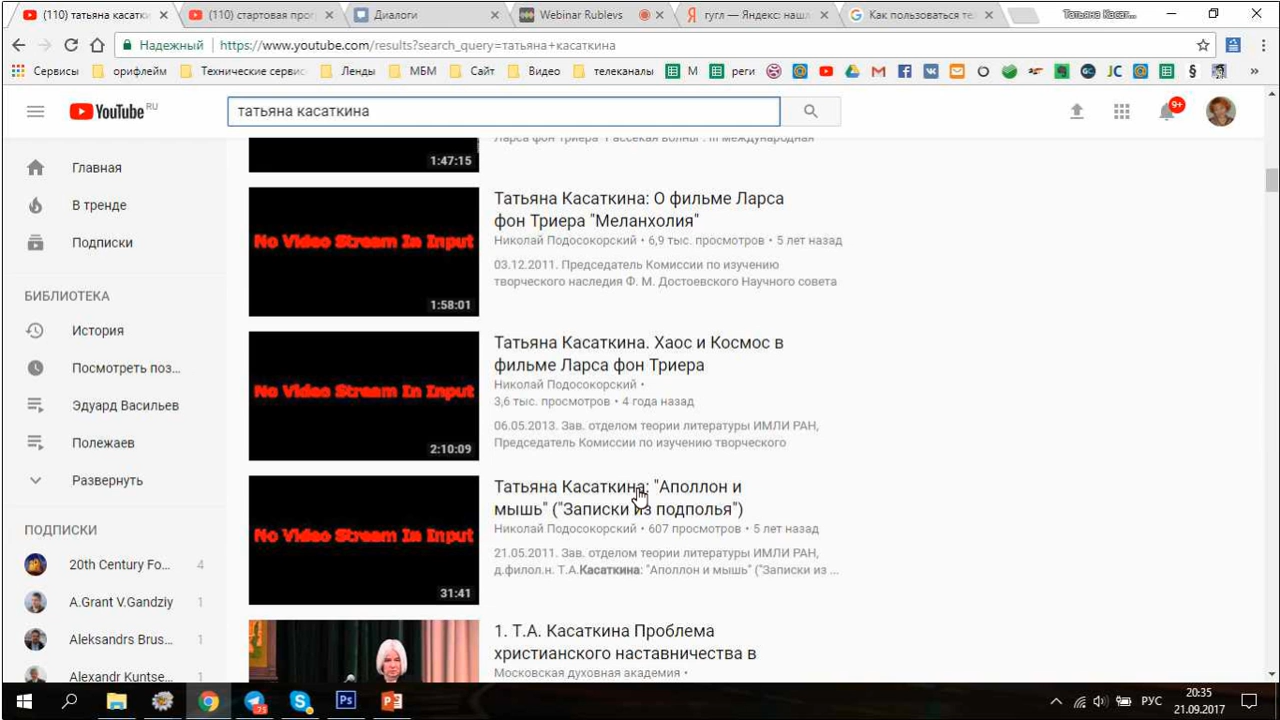 (110) татьяна касатк
(110) стартовая прог
Диалоги
Webinar Rublevs
гугл — Яндекс: наш
Как пользоваться те
Татьяна Касат...
Надежный
https://www.youtube.com/results?search_query=татьяна+касаткина
Сервисы
орифлейм
Технические сервис
Ленды
МБМ
Сайт
Видео
телеканалы
М
реги
GC
JC
§
»
YouTube RU
татьяна касаткина
9+
Главная
В тренде
Подписки
БИБЛИОТЕКА
История
Посмотреть поз...
Эдуард Васильев
Полежаев
Развернуть
ПОДПИСКИ
20th Century Fo... 4
A.Grant V.Gandziy 1
Aleksandrs Brus... 1
Alexandr Kuntse...
1:47:15
No Video Stream In Input
1:58:01
Татьяна Касаткина: О фильме Ларса
фон Триера "Меланхолия"
Николай Подосокорский • 6,9 тыс. просмотров • 5 лет назад
03.12.2011. Председатель Комиссии по изучению
творческого наследия Ф. М. Достоевского Научного совета
No Video Stream In Input
2:10:09
Татьяна Касаткина. Хаос и Космос в
фильме Ларса фон Триера
Николай Подосокорский •
3,6 тыс. просмотров • 4 года назад
06.05.2013. Зав. отделом теории литературы ИМЛИ РАН,
Председатель Комиссии по изучению творческого
No Video Stream In Input
31:41
Татьяна Касаткина: "Аполлон и
мышь" ("Записки из подполья")
Николай Подосокорский • 607 просмотров • 5 лет назад
21.05.2011. Зав. отделом теории литературы ИМЛИ РАН,
д.филол.н. Т.А.Касаткина: "Аполлон и мышь" ("Записки из ...
1. Т.А. Касаткина Проблема
христианского наставничества в
Московская духовная академия •
Ps
РУС
20:35
21.09.2017